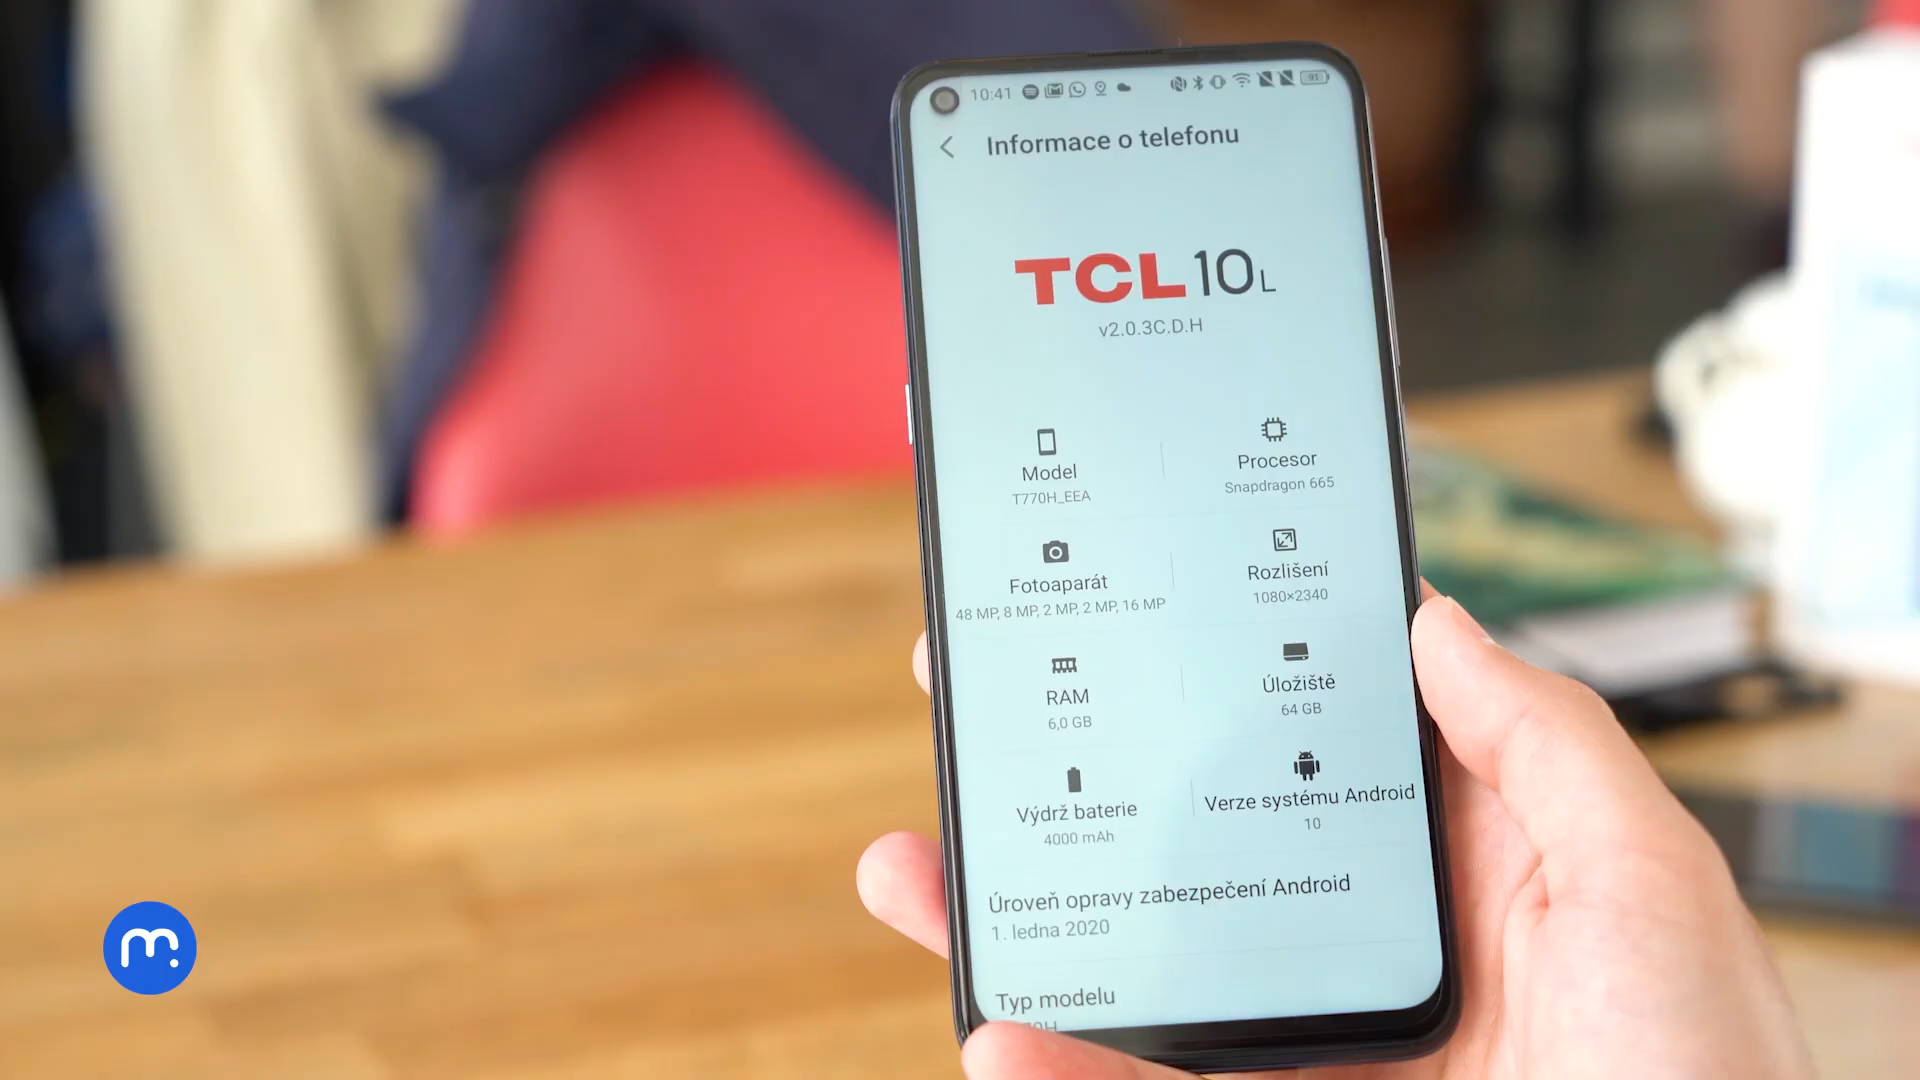 10:41
91
Informace o telefonu
TCL 10 L
v2.0.3C.D.H
Model
T770H_EEA
Procesor
Snapdragon 665
Fotoaparát
48 MP, 8 MP, 2 MP, 2 MP, 16 MP
Rozlišení
1080×2340
RAM
6,0 GB
Úložiště
64 GB
Výdrž baterie
4000 mAh
Verze systému Android
10
Úroveň opravy zabezpečení Android
1. ledna 2020
Typ modelu
m.